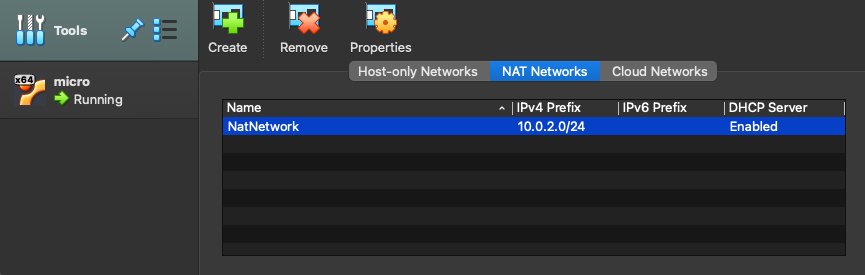 Tools
Create
Remove
Properties
x64
micro
Running
Host-only Networks
NAT Networks
Cloud Networks
Name IPv4 Prefix IPv6 Prefix DHCP Server
NatNetwork 10.0.2.0/24 Enabled